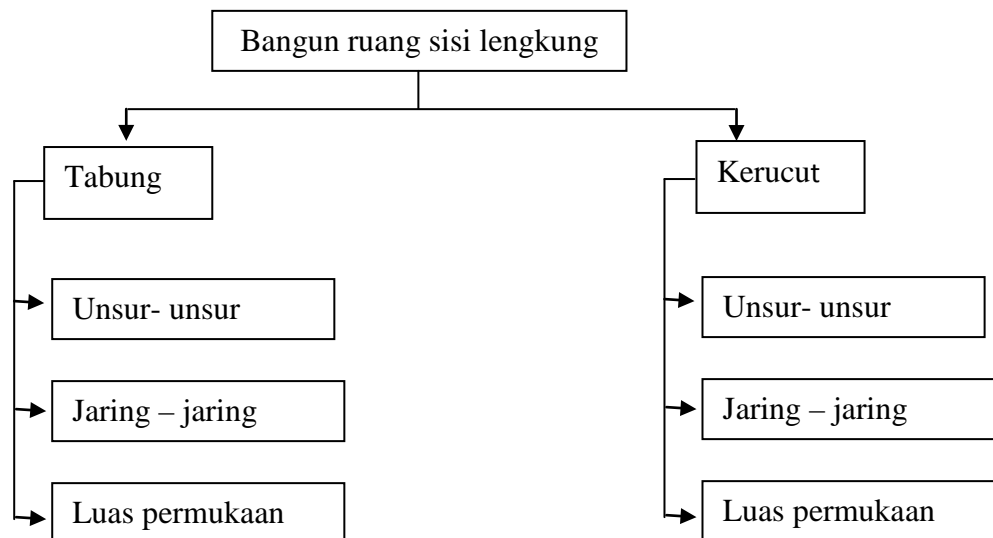 Bangun ruang sisi lengkung
Tabung
Kerucut
Unsur- unsur
Unsur- unsur
Jaring – jaring
Jaring – jaring
Luas permukaan
Luas permukaan